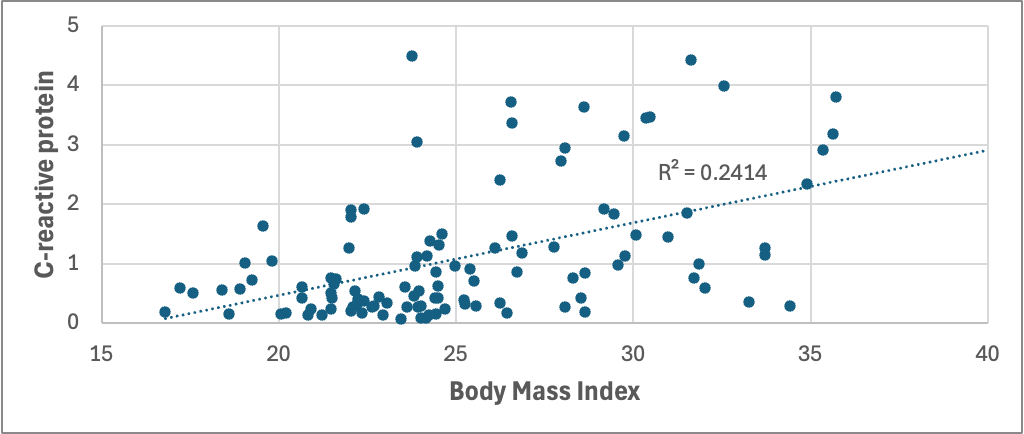 5
4
3
2
1
0
C-reactive protein
R² = 0.2414
15 20 25 30 35 40
Body Mass Index